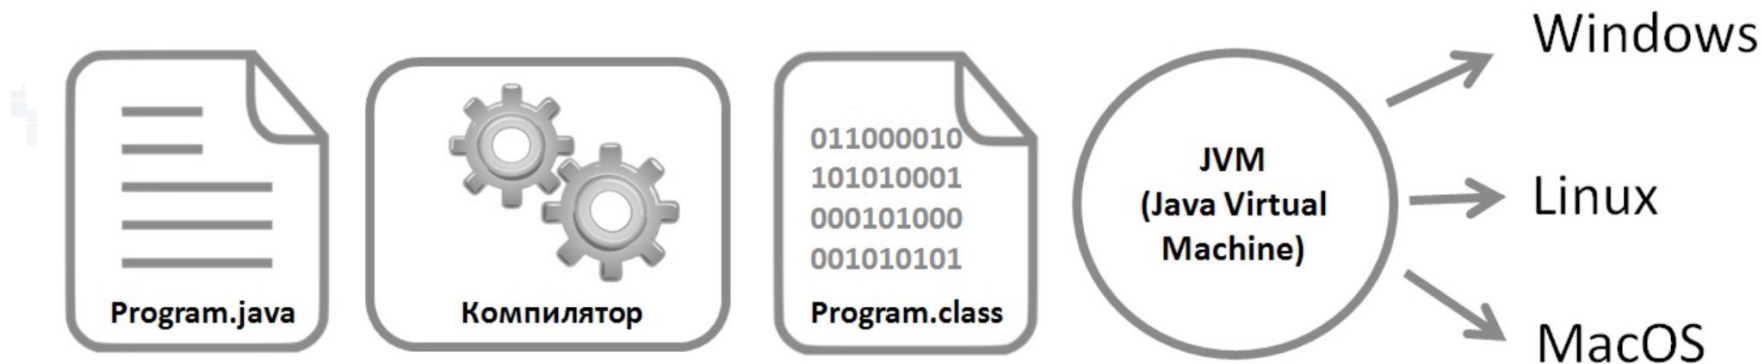 Program.java
Компилятор
011000010
101010001
000101000
001010101
Program.class
JVM
(Java Virtual
Machine)
Windows
Linux
MacOS